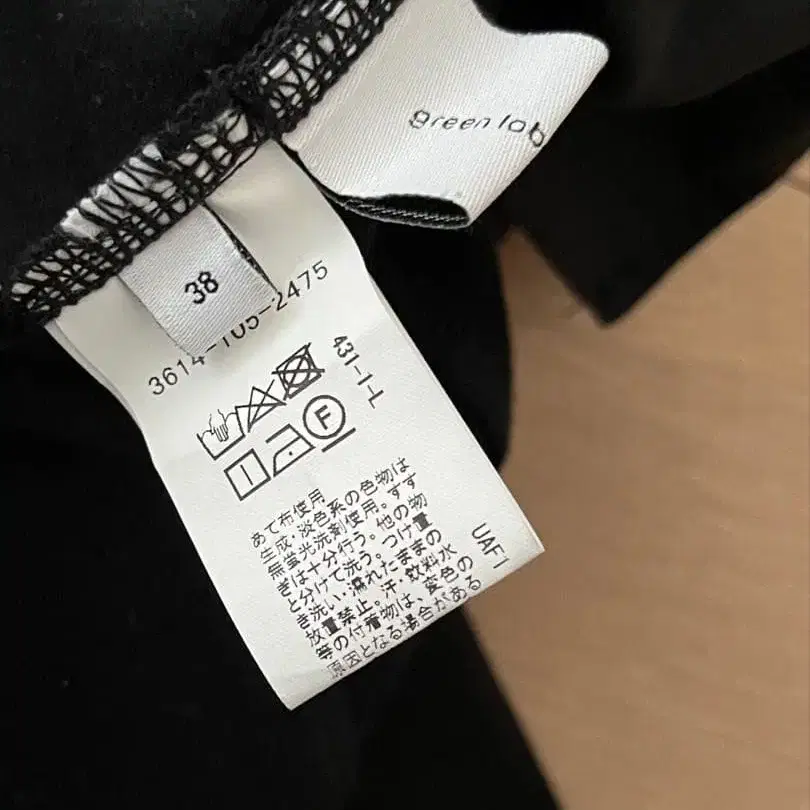 green lab
38
3614-105-2475
431-1-L
F
あて布使用
生成・淡色系の色物は
無蛍光洗剤使用。すす
ぎは十分行う。他の物
と分けて洗う。つけ置
き洗い・濡れたままの
放置禁止。汗・飲料水
等の付着物は、変色の
原因となる場合がある
UAF1